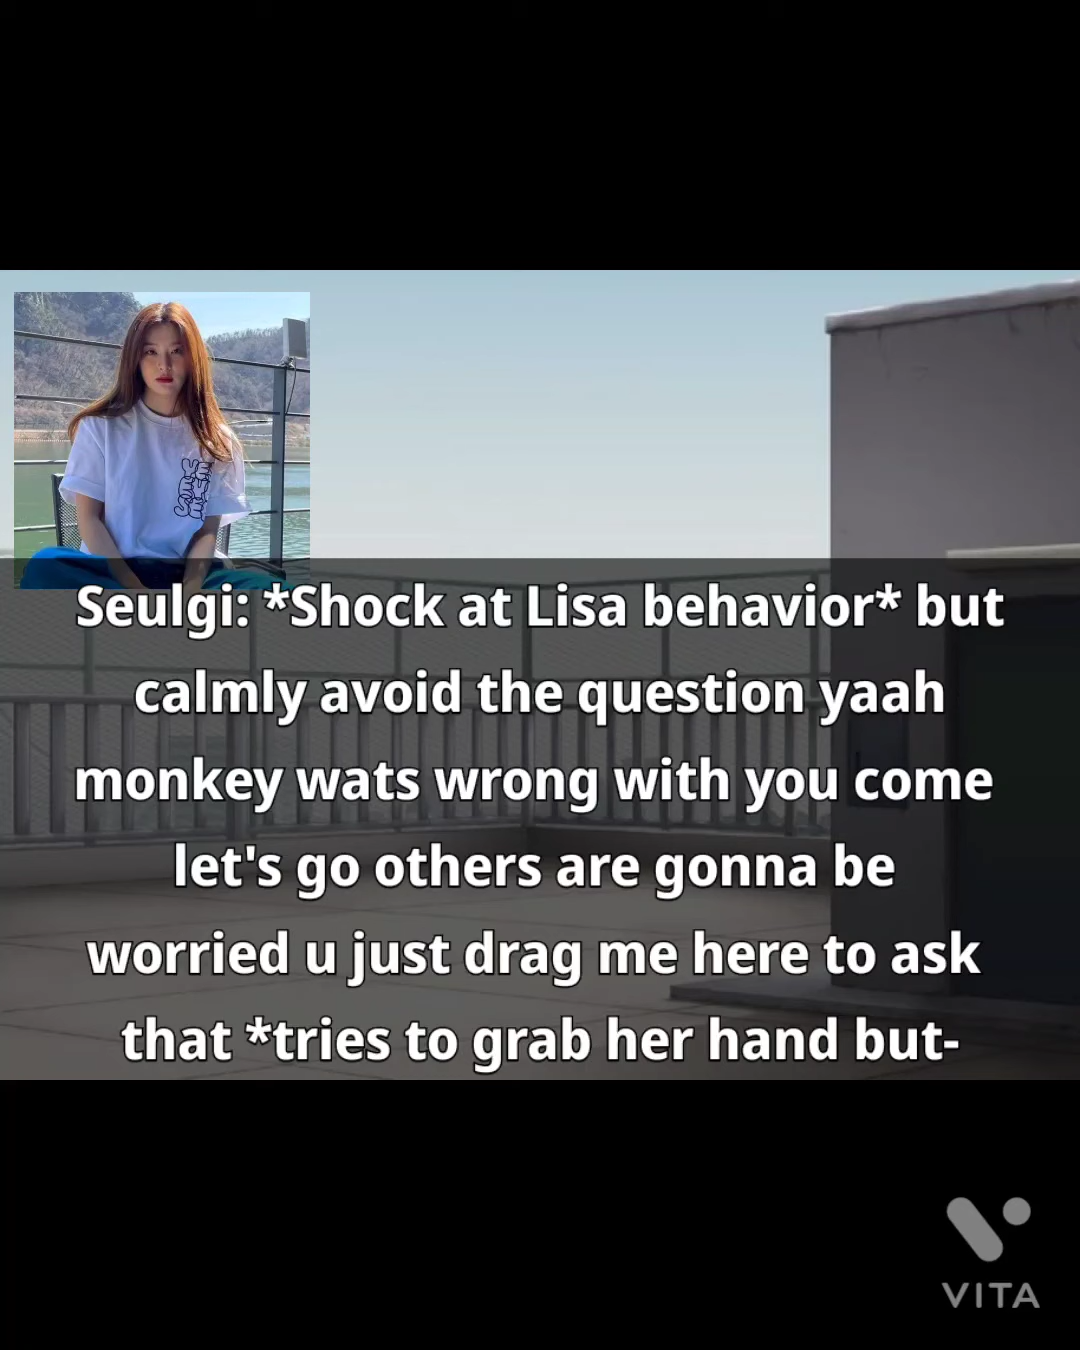 Seulgi: *Shock at Lisa behavior* but
calmly avoid the question yaah
monkey wats wrong with you come
let's go others are gonna be
worried u just drag me here to ask
that *tries to grab her hand but-
VITA